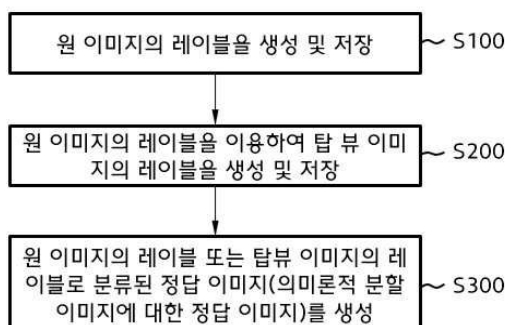 원 이미지의 레이블을 생성 및 저장
S100
원 이미지의 레이블을 이용하여 탑 뷰 이미
지의 레이블을 생성 및 저장
S200
원 이미지의 레이블 또는 탑뷰 이미지의 레
이블로 분류된 정답 이미지(의미론적 분할
이미지에 대한 정답 이미지)를 생성
S300